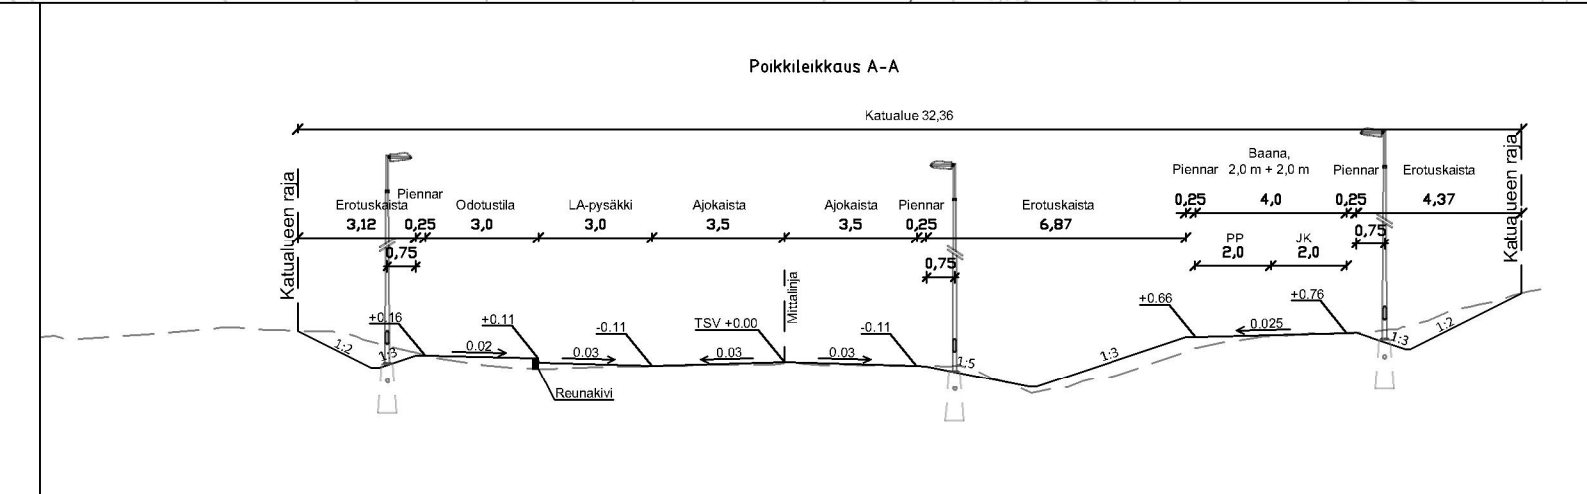 Poikkileikkaus A-A
Katualue 32,36
Katualueen raja
Erotuskaista
3,12
Piennar
0,25
0,75
Odotustila
3,0
LA-pysäkki
3,0
Ajokaista
3,5
Ajokaista
3,5
Piennar
0,25
0,75
Erotuskaista
6,87
Piennar
0,25
Baana,
2,0 m + 2,0 m
4,0
Piennar
0,25
0,75
Erotuskaista
4,37
Katualueen raja
PP
2,0
JK
2,0
Mittalinja
+0.16
+0.11
-0.11
TSV +0.00
-0.11
+0.66
+0.76
1:2
1:3
0.02
0.03
0.03
0.03
1:5
1:3
0.025
1:3
1:2
Reunakivi